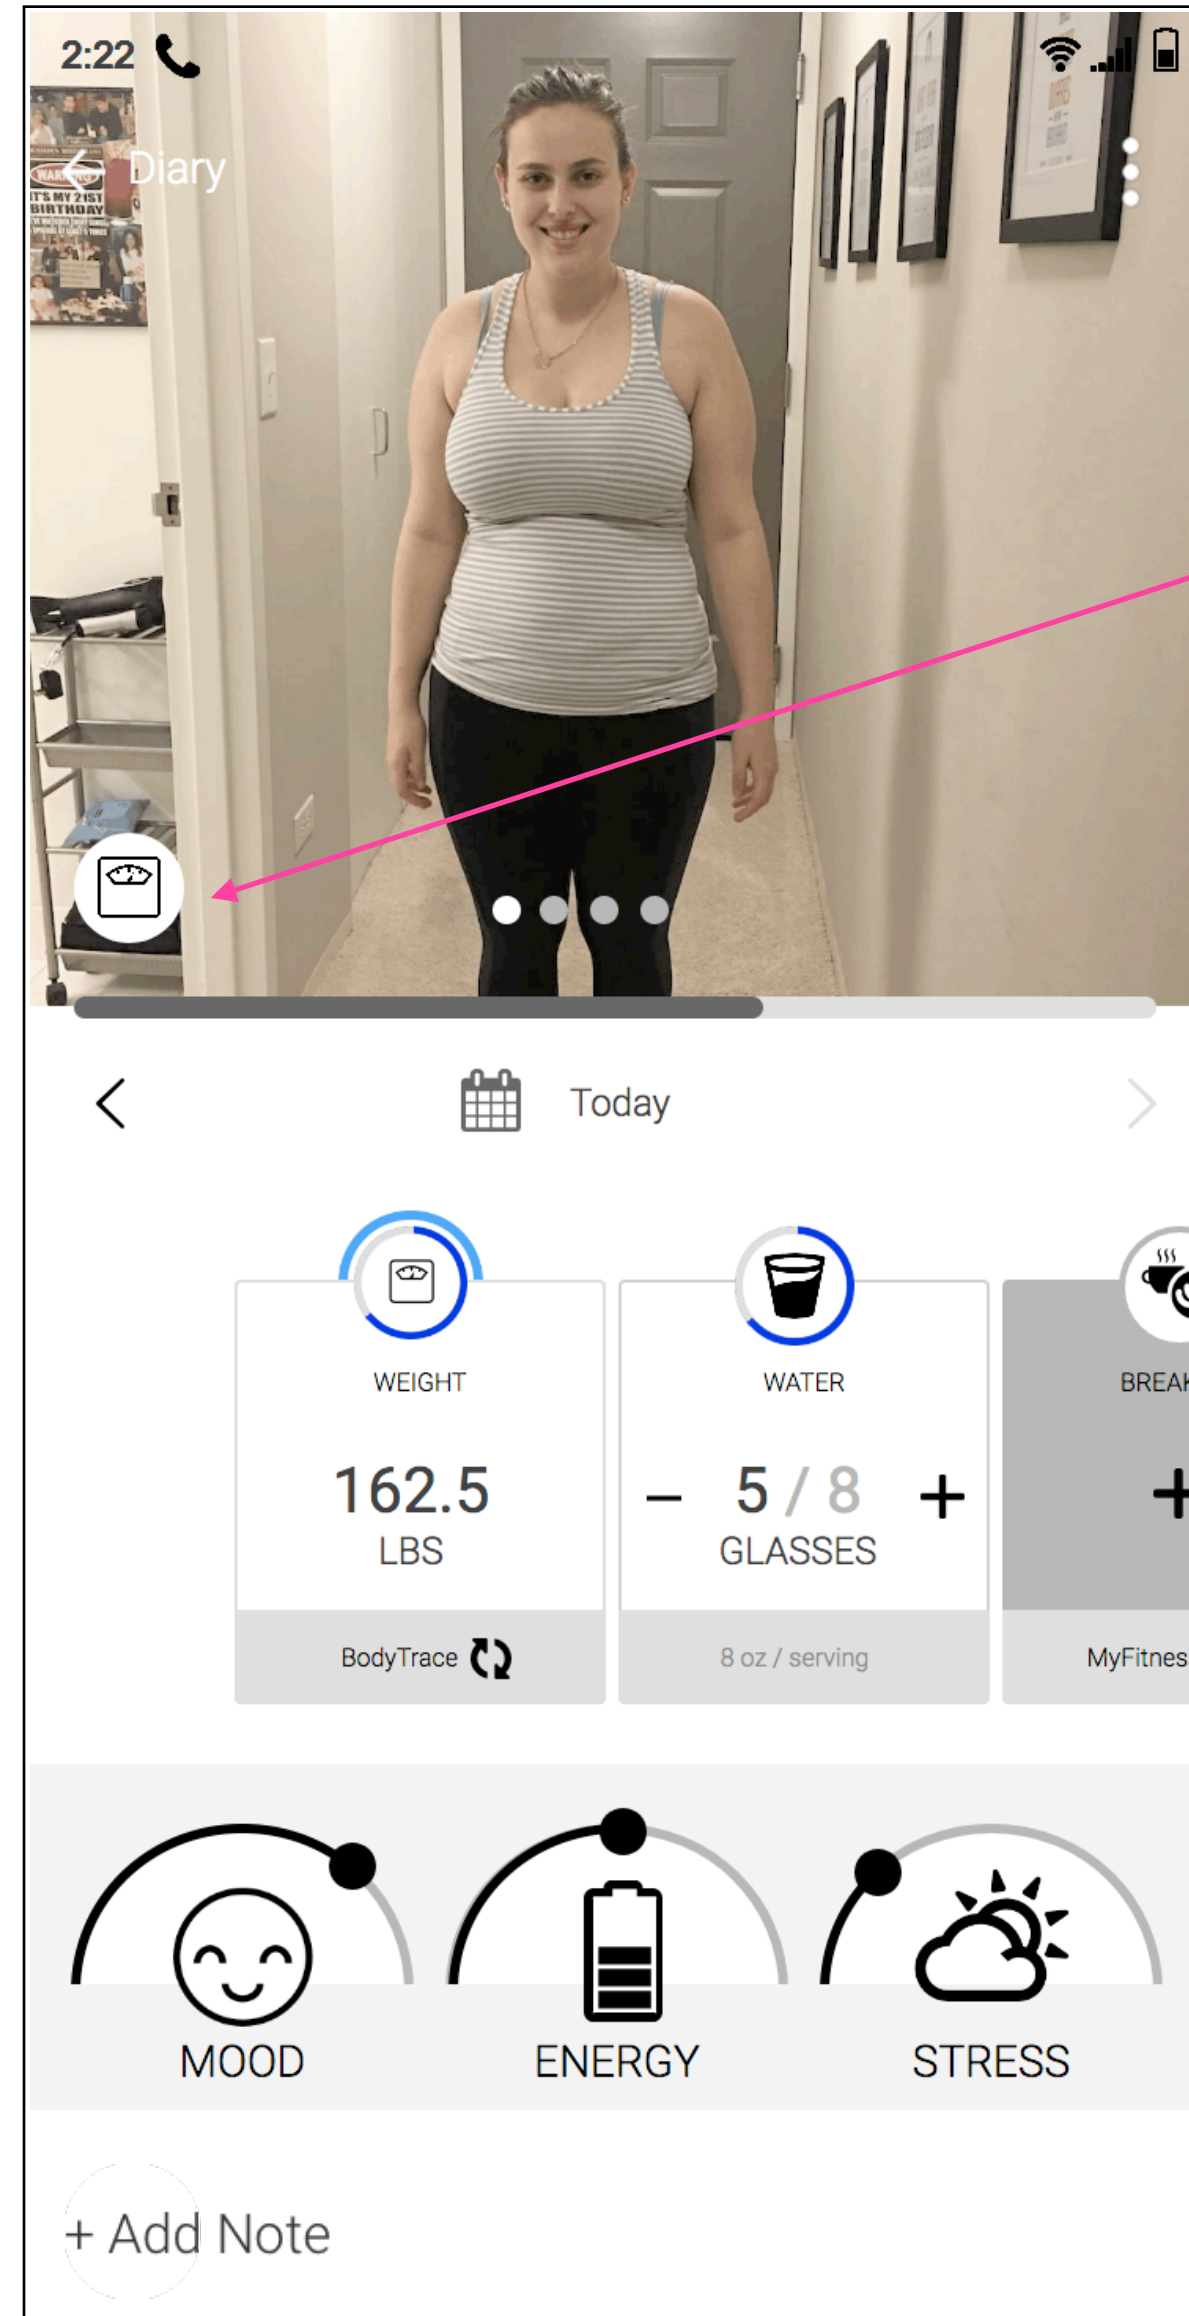 2:22
Diary
WARNING
IT'S MY 21ST
BIRTHDAY
Today
WEIGHT
WATER
BREAK
162.5
LBS
5 / 8
GLASSES
BodyTrace
8 oz / serving
MyFitnes
MOOD
ENERGY
STRESS
+ Add Note